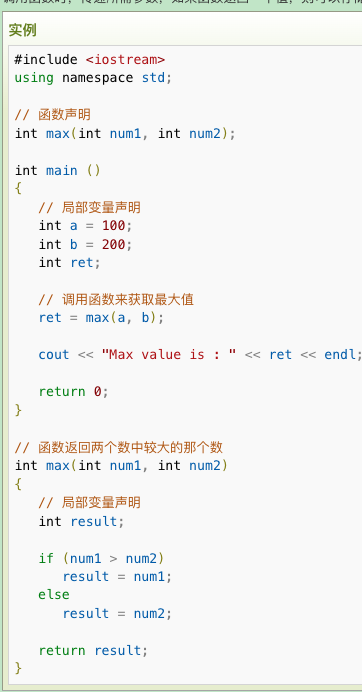 实例
#include <iostream>
using namespace std;
// 函数声明
int max(int num1, int num2);
int main ()
{
   // 局部变量声明
   int a = 100;
   int b = 200;
   int ret;
   // 调用函数来获取最大值
   ret = max(a, b);
   cout << "Max value is : " << ret << endl;
   return 0;
}
// 函数返回两个数中较大的那个数
int max(int num1, int num2)
{
   // 局部变量声明
   int result;
   if (num1 > num2)
      result = num1;
   else
      result = num2;
   return result;
}